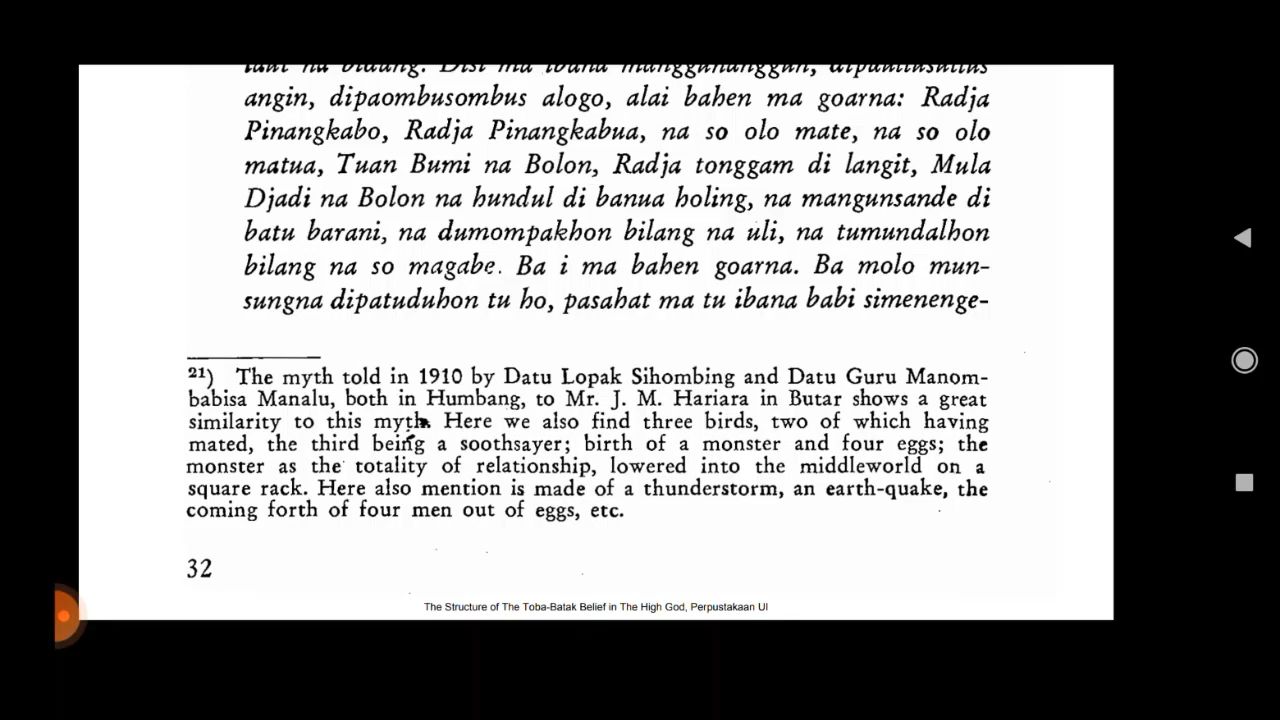 angin, dipaombusombus alogo, alai bahen ma goarna: Radja
Pinangkabo, Radja Pinangkabua, na so olo mate, na so olo
matua, Tuan Bumi na Bolon, Radja tonggam di langit, Mula
Djadi na Bolon na hundul di banua holing, na mangunsande di
batu barani, na dumompakhon bilang na uli, na tumundalhon
bilang na so magabe. Ba i ma bahen goarna. Ba molo mun-
sungna dipatuduhon tu ho, pasahat ma tu ibana babi simenenge-
21) The myth told in 1910 by Datu Lopak Sihombing and Datu Guru Manom-
babisa Manalu, both in Humbang, to Mr. J. M. Hariara in Butar shows a great
similarity to this myth. Here we also find three birds, two of which having
mated, the third being a soothsayer; birth of a monster and four eggs; the
monster as the totality of relationship, lowered into the middleworld on a
square rack. Here also mention is made of a thunderstorm, an earth-quake, the
coming forth of four men out of eggs, etc.
32
The Structure of The Toba-Batak Belief in The High God, Perpustakaan UI